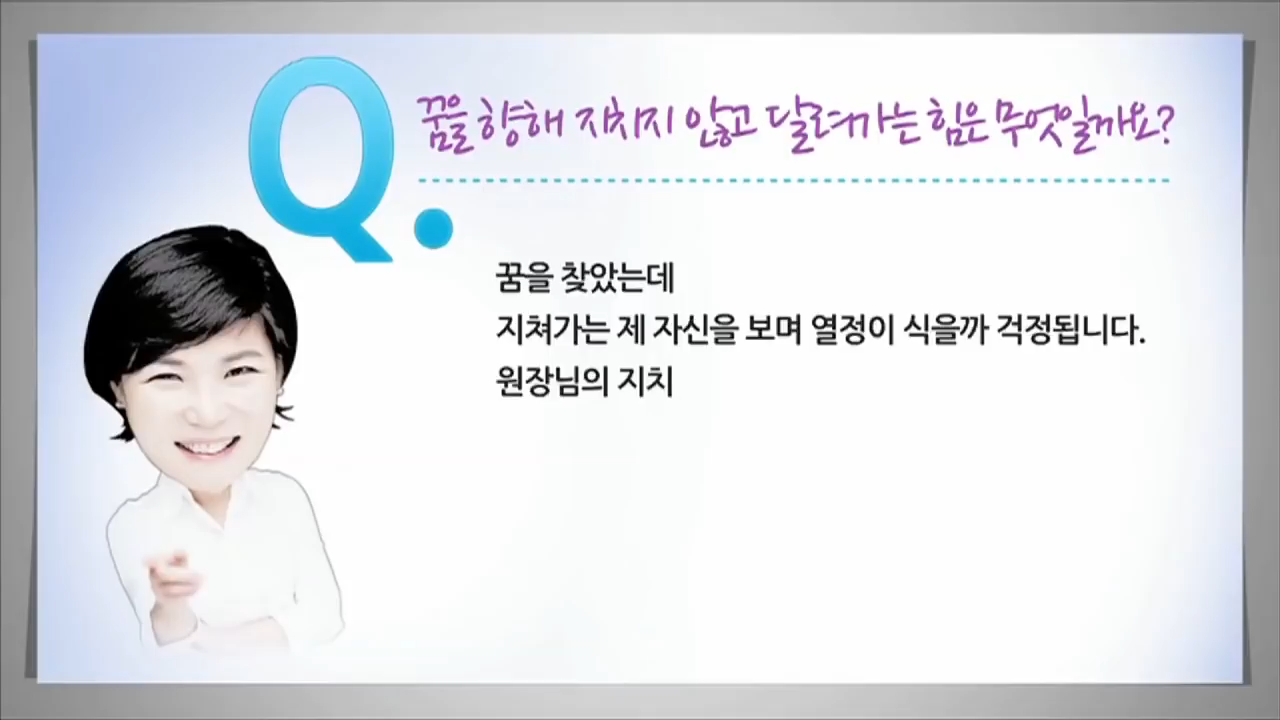 Q.
꿈을 향해 지치지 않고 달려가는 힘은 무엇일까요?
꿈을 찾았는데
지쳐가는 제 자신을 보며 열정이 식을까 걱정됩니다.
원장님의 지치